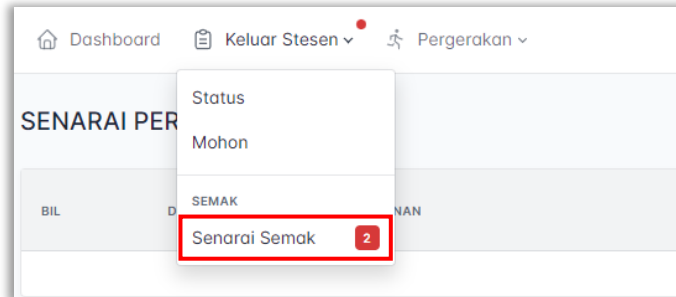 Dashboard Keluar Stesen Pergerakan
Status
SENARAI PER
Mohon
SEMAK
BIL D NAN
Senarai Semak 2